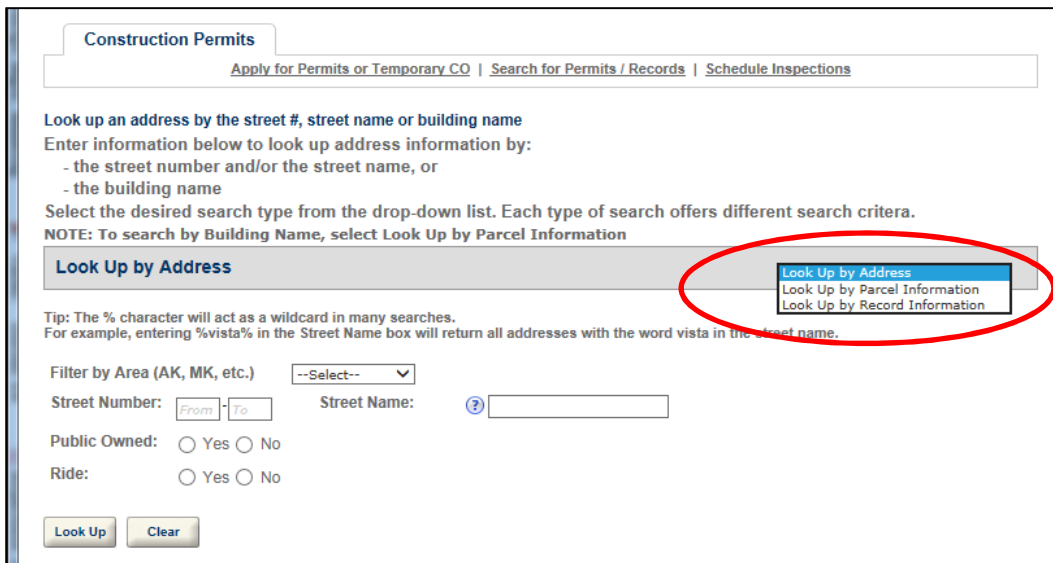 Construction Permits
Apply for Permits or Temporary CO | Search for Permits / Records | Schedule Inspections
Look up an address by the street #, street name or building name
Enter information below to look up address information by:
- the street number and/or the street name, or
- the building name
Select the desired search type from the drop-down list. Each type of search offers different search critera.
NOTE: To search by Building Name, select Look Up by Parcel Information
Look Up by Address
Look Up by Address
Look Up by Parcel Information
Look Up by Record Information
Tip: The % character will act as a wildcard in many searches.
For example, entering %vista% in the Street Name box will return all addresses with the word vista in the street name.
Filter by Area (AK, MK, etc.) --Select--
Street Number: From - To Street Name: ?
Public Owned: Yes No
Ride: Yes No
Look Up Clear